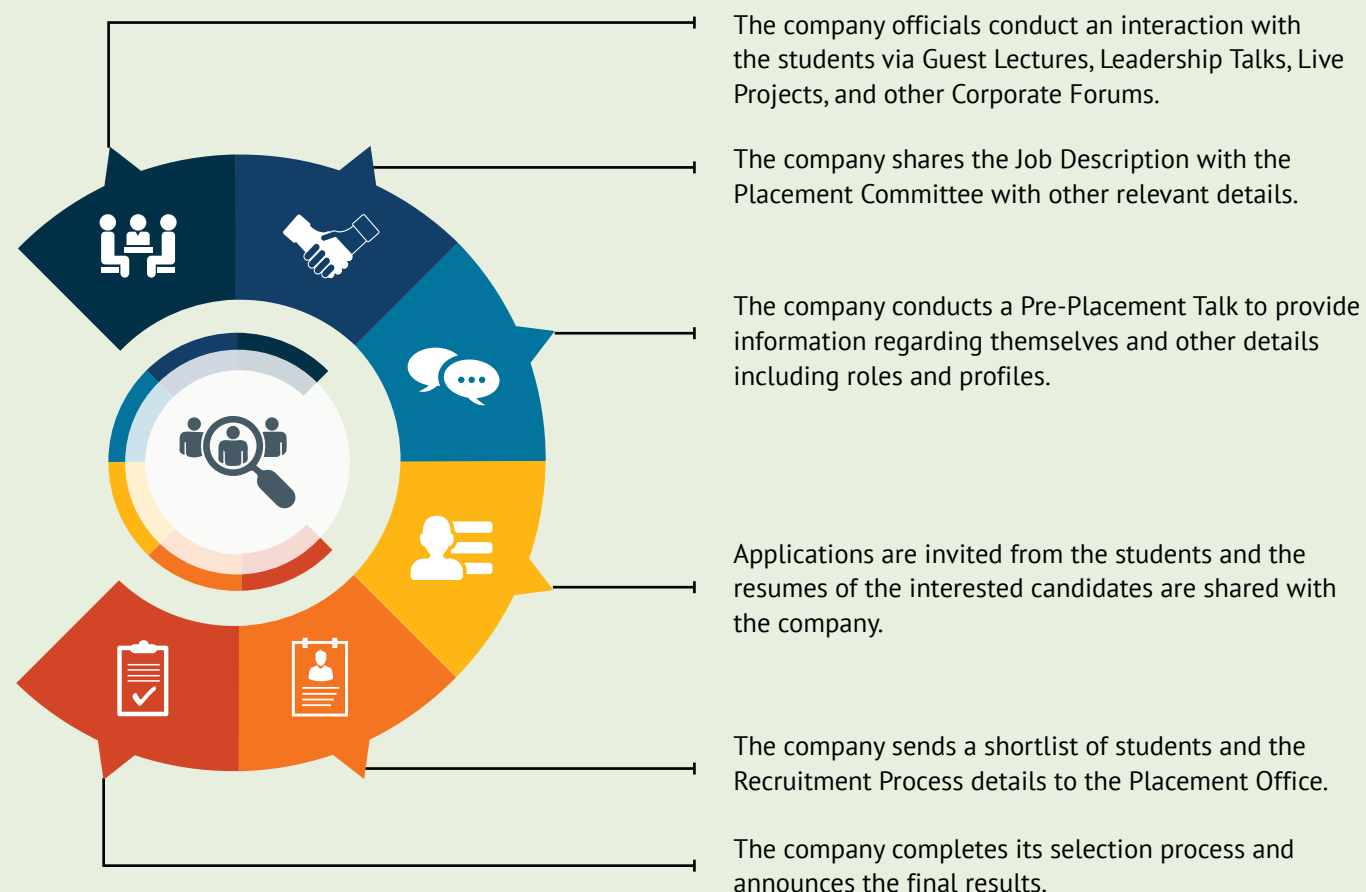 The company officials conduct an interaction with
the students via Guest Lectures, Leadership Talks, Live
Projects, and other Corporate Forums.
The company shares the Job Description with the
Placement Committee with other relevant details.
The company conducts a Pre-Placement Talk to provide
information regarding themselves and other details
including roles and profiles.
Applications are invited from the students and the
resumes of the interested candidates are shared with
the company.
The company sends a shortlist of students and the
Recruitment Process details to the Placement Office.
The company completes its selection process and
announces the final results.